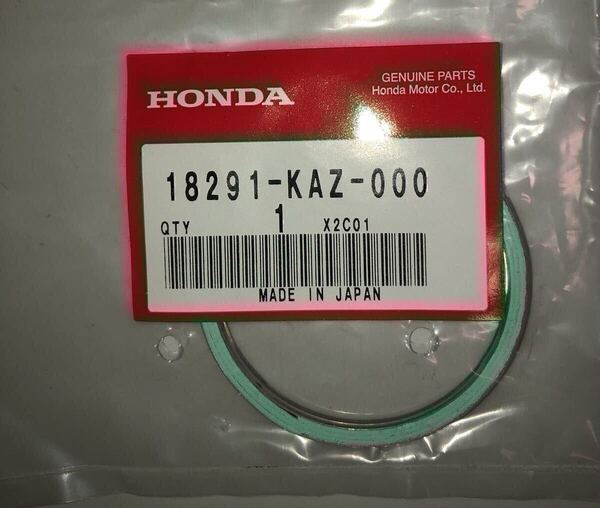 GENUINE PARTS
HONDA
Honda Motor Co., Ltd.
18291-KAZ-000
QTY 1 X2C01
MADE IN JAPAN